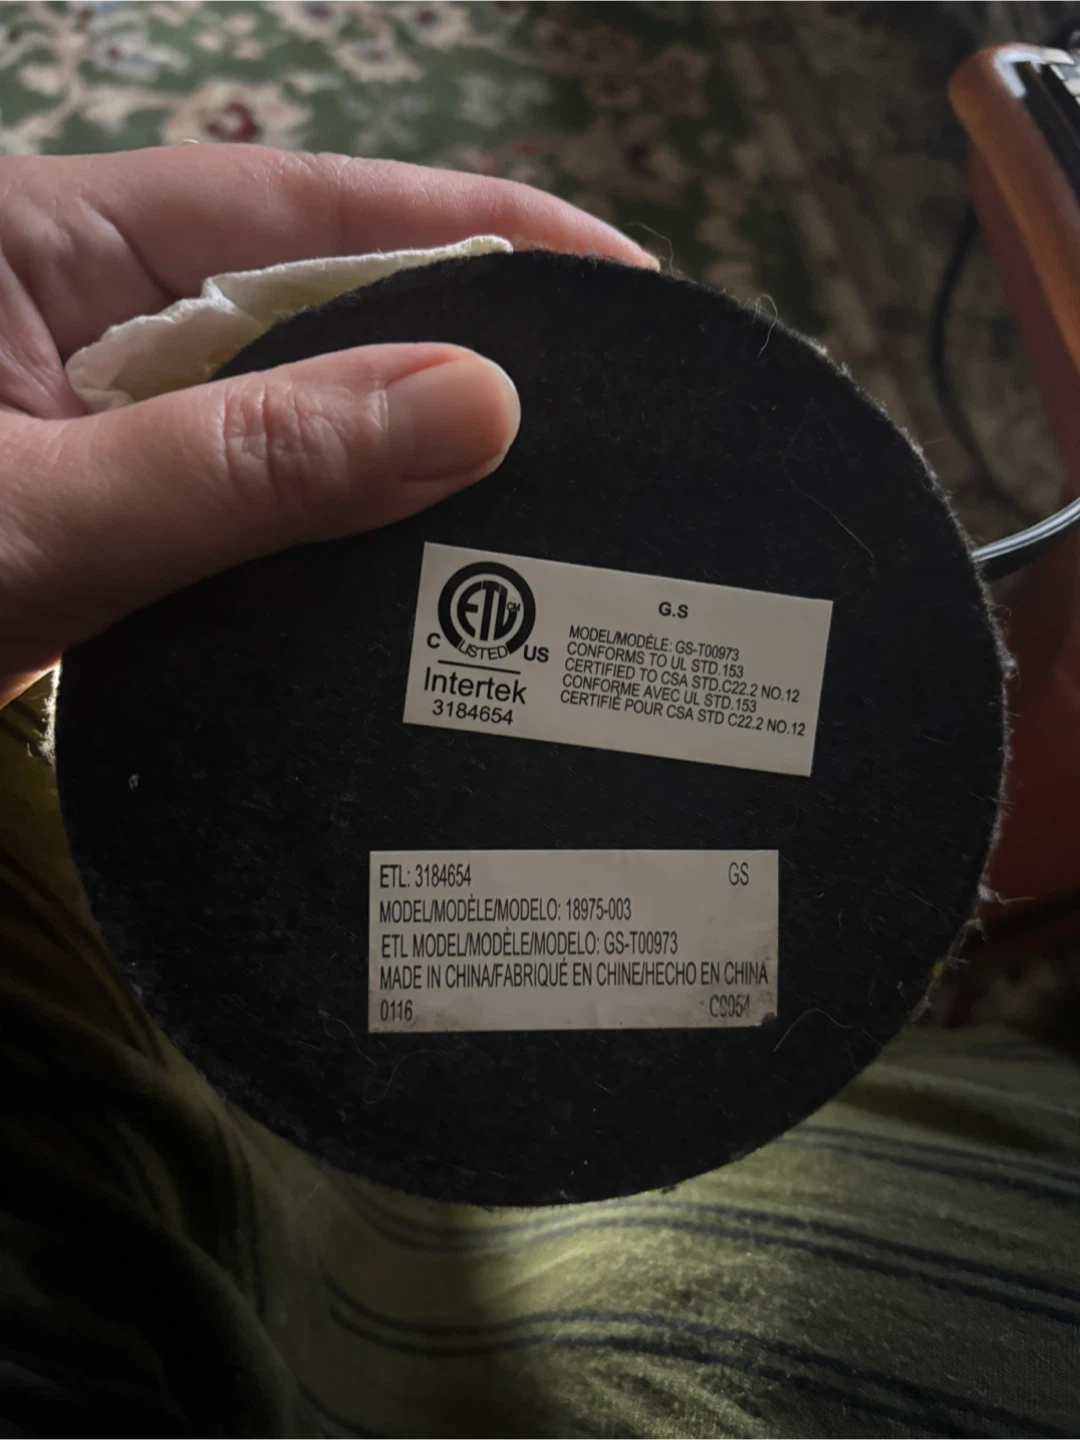 ETL CM
LISTED
C US
Intertek
3184654
G.S
MODEL/MODÈLE: GS-T00973
CONFORMS TO UL STD.153
CERTIFIED TO CSA STD.C22.2 NO.12
CONFORME AVEC UL STD.153
CERTIFIÉ POUR CSA STD C22.2 NO.12
ETL: 3184654 GS
MODEL/MODÈLE/MODELO: 18975-003
ETL MODEL/MODÈLE/MODELO: GS-T00973
MADE IN CHINA/FABRIQUÉ EN CHINE/HECHO EN CHINA
0116